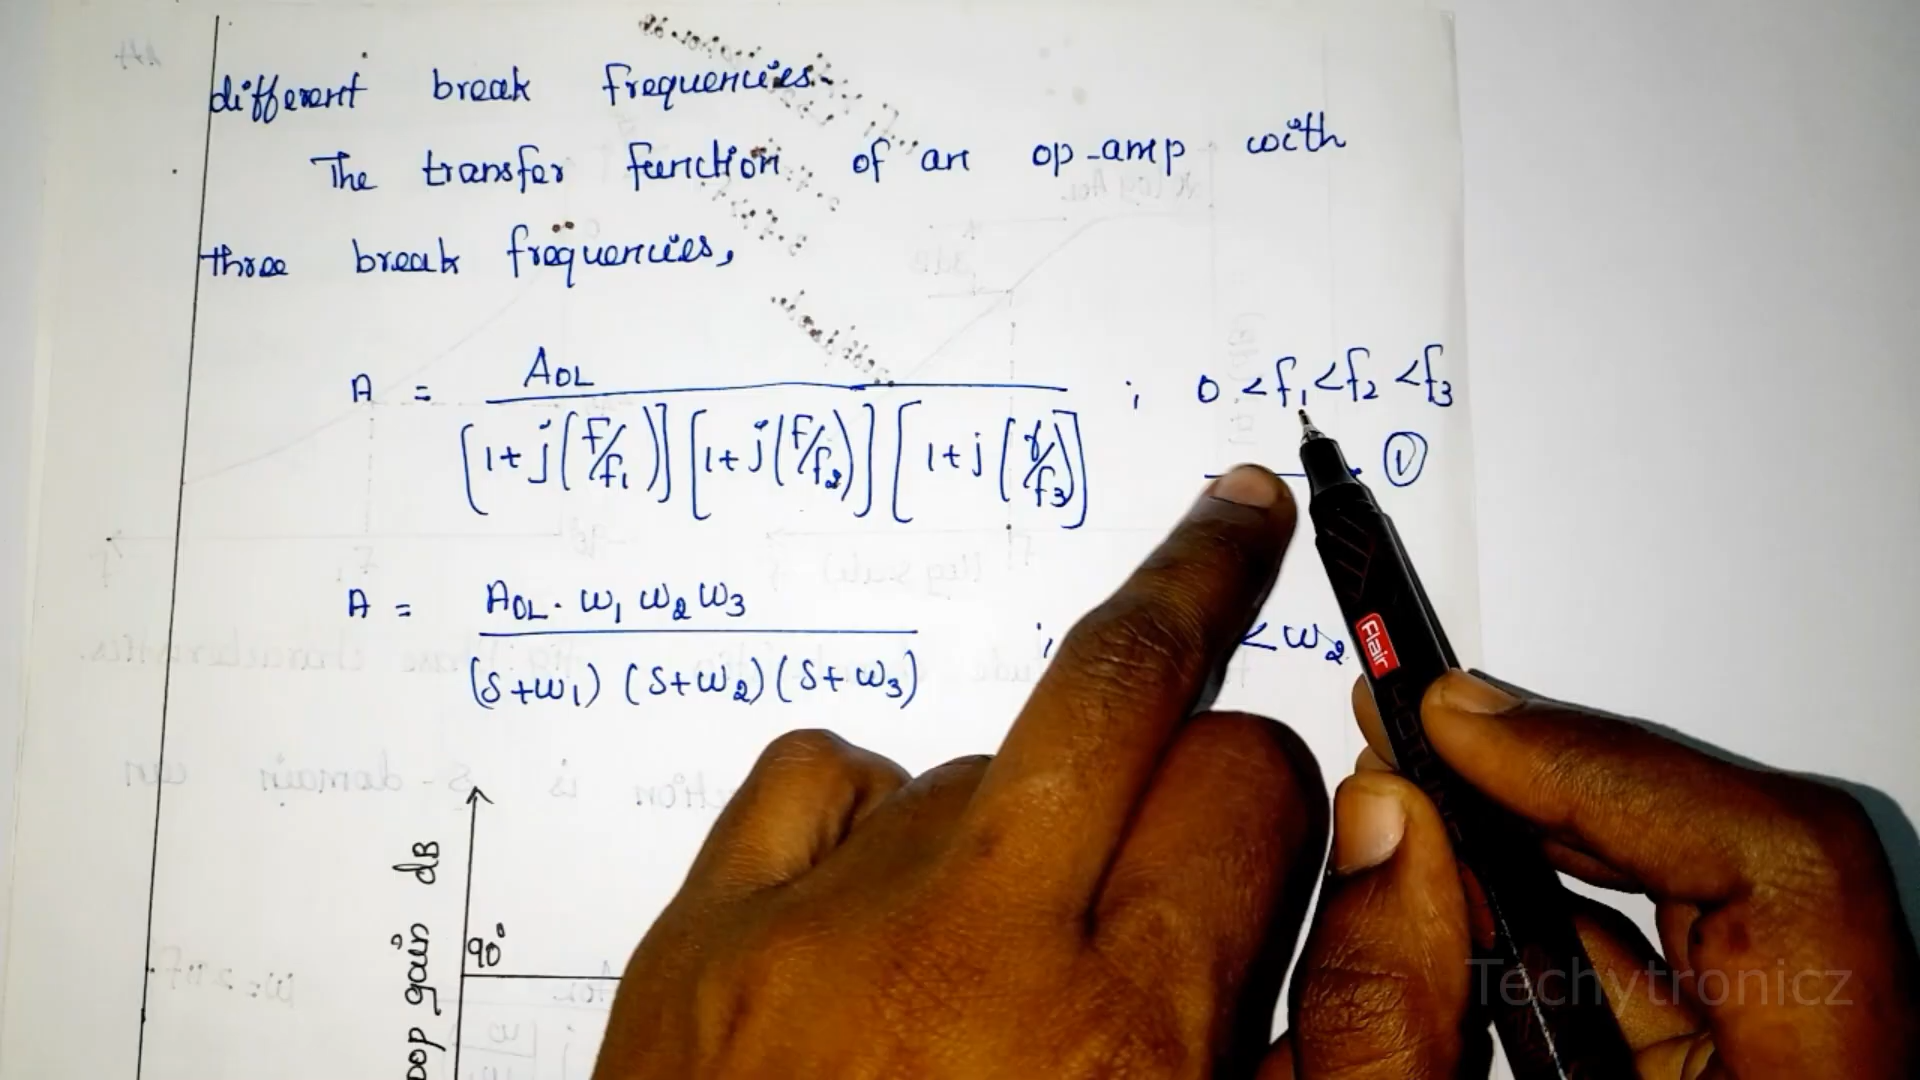 different break frequencies.
The transfer function of an op-amp with
three break frequencies,
A = AOL / [1+j(f/f₁)] [1+j(f/f₂)] [1+j(f/f₃)] ; 0 < f₁ < f₂ < f₃
①
A = AOL . ω₁ ω₂ ω₃ / (s+ω₁) (s+ω₂) (s+ω₃) ; < ω₂
90°
oop gain dB
Flair
Techytronicz